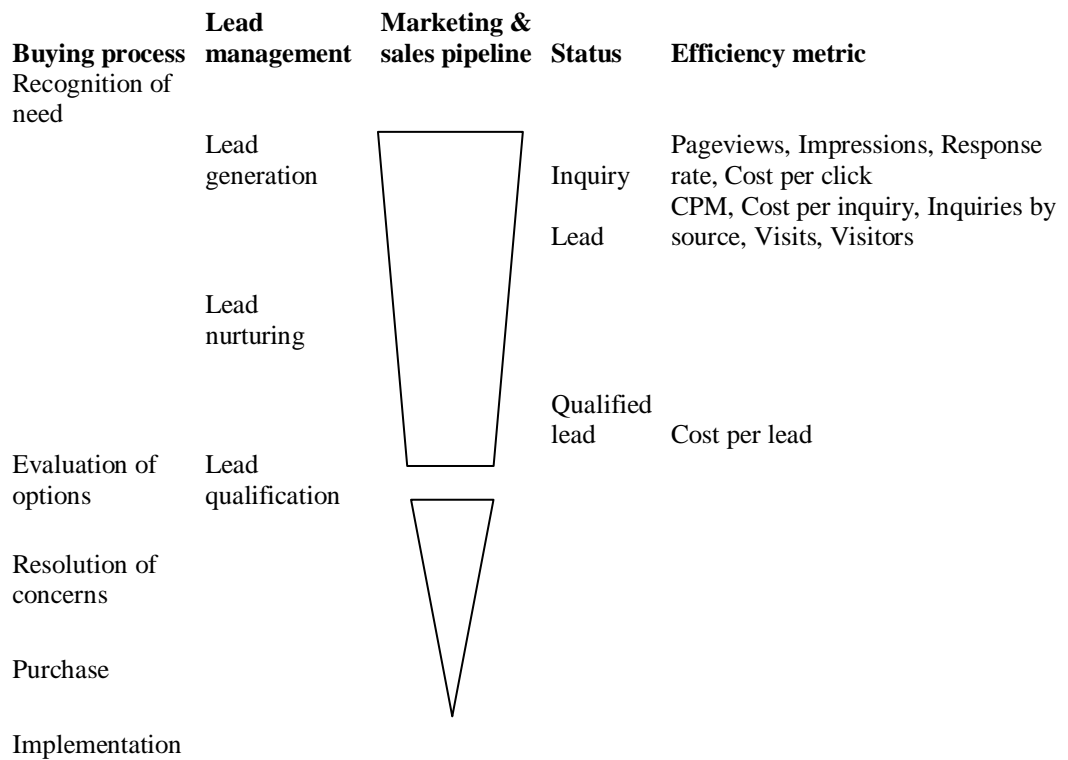 Buying process Lead management Marketing & sales pipeline Status Efficiency metric
Recognition of
need
Lead
generation
Inquiry
Pageviews, Impressions, Response
rate, Cost per click
Lead
CPM, Cost per inquiry, Inquiries by
source, Visits, Visitors
Lead
nurturing
Qualified
lead
Cost per lead
Evaluation of
options
Lead
qualification
Resolution of
concerns
Purchase
Implementation